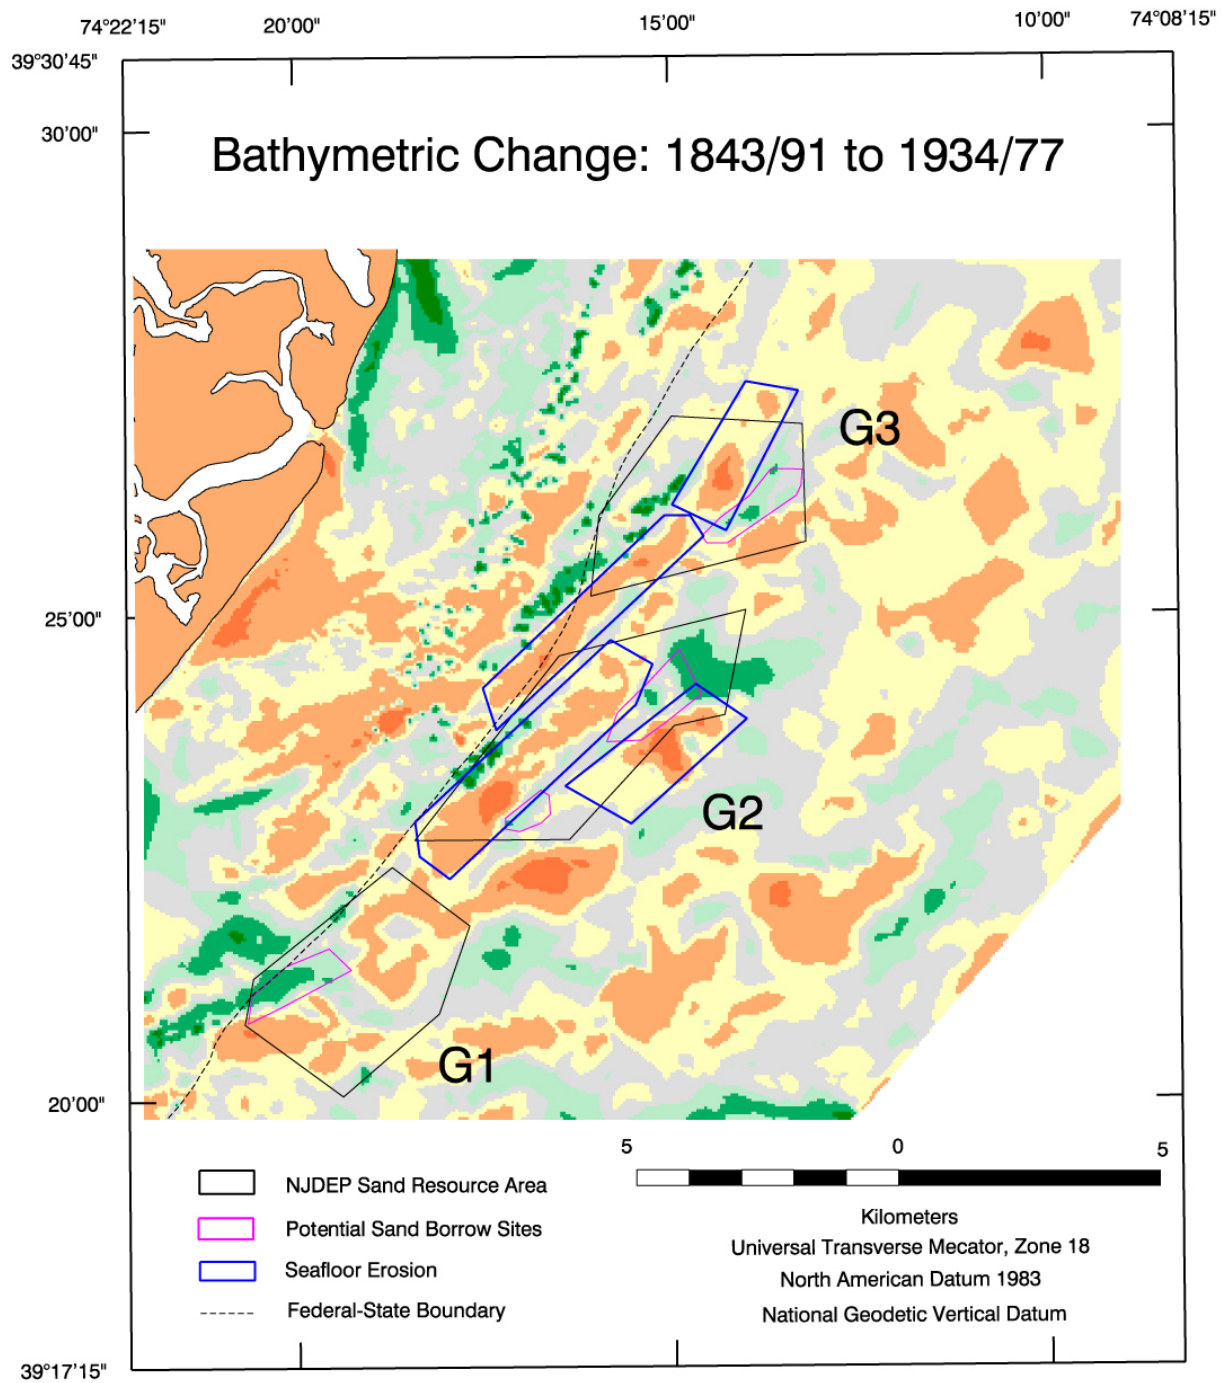 74°22'15" 20'00" 15'00" 10'00" 74°08'15"
39°30'45"
30'00"
Bathymetric Change: 1843/91 to 1934/77
G3
25'00"
G2
G1
20'00"
5 0 5
NJDEP Sand Resource Area
Potential Sand Borrow Sites
Seafloor Erosion
Federal-State Boundary
Kilometers
Universal Transverse Mecator, Zone 18
North American Datum 1983
National Geodetic Vertical Datum
39°17'15"